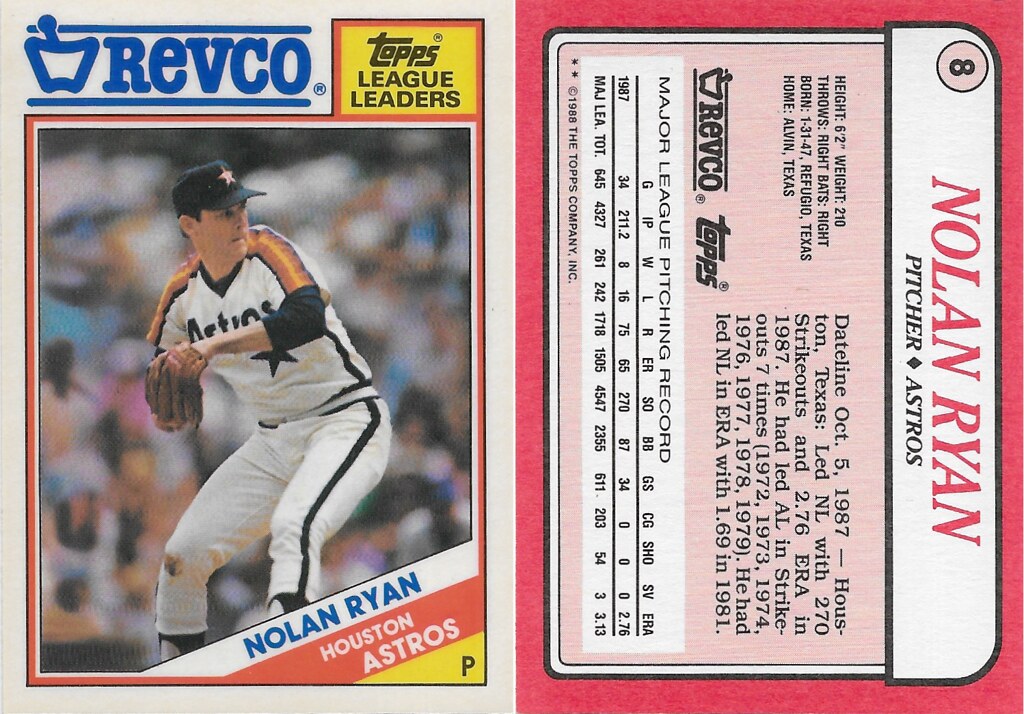 Revco®
Topps®
LEAGUE
LEADERS
Astros
NOLAN RYAN
HOUSTON
ASTROS
P
8
NOLAN RYAN
PITCHER ♦ ASTROS
HEIGHT: 6'2" WEIGHT: 210
THROWS: RIGHT BATS: RIGHT
BORN: 1-31-47, REFUGIO, TEXAS
HOME: ALVIN, TEXAS
Revco® Topps®
Dateline Oct. 5, 1987 — Hous-
ton, Texas: Led NL with 270
Strikeouts and 2.76 ERA in
1987. He had led AL in Strike-
outs 7 times (1972, 1973, 1974,
1976, 1977, 1978, 1979). He had
led NL in ERA with 1.69 in 1981.
MAJOR LEAGUE PITCHING RECORD
G IP W L R ER SO BB GS CG SHO SV ERA
1987 34 211.2 8 16 75 65 270 87 34 0 0 0 2.76
MAJ LEA. TOT. 645 4327 261 242 1718 1505 4547 2355 611 203 54 3 3.13
** ©1988 THE TOPPS COMPANY, INC.